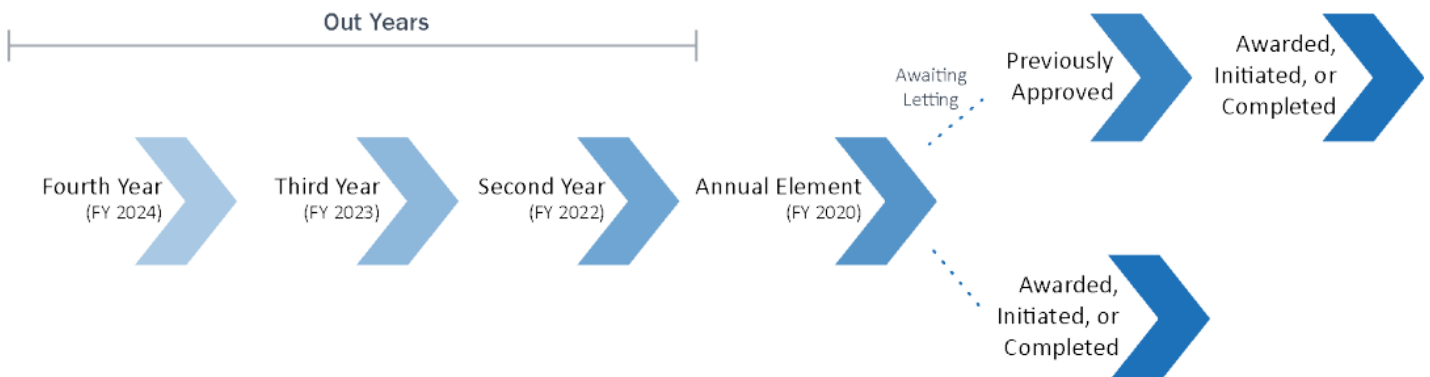 Out Years
Fourth Year
(FY 2024)
Third Year
(FY 2023)
Second Year
(FY 2022)
Annual Element
(FY 2020)
Awaiting
Letting
Previously
Approved
Awarded,
Initiated, or
Completed
Awarded,
Initiated, or
Completed